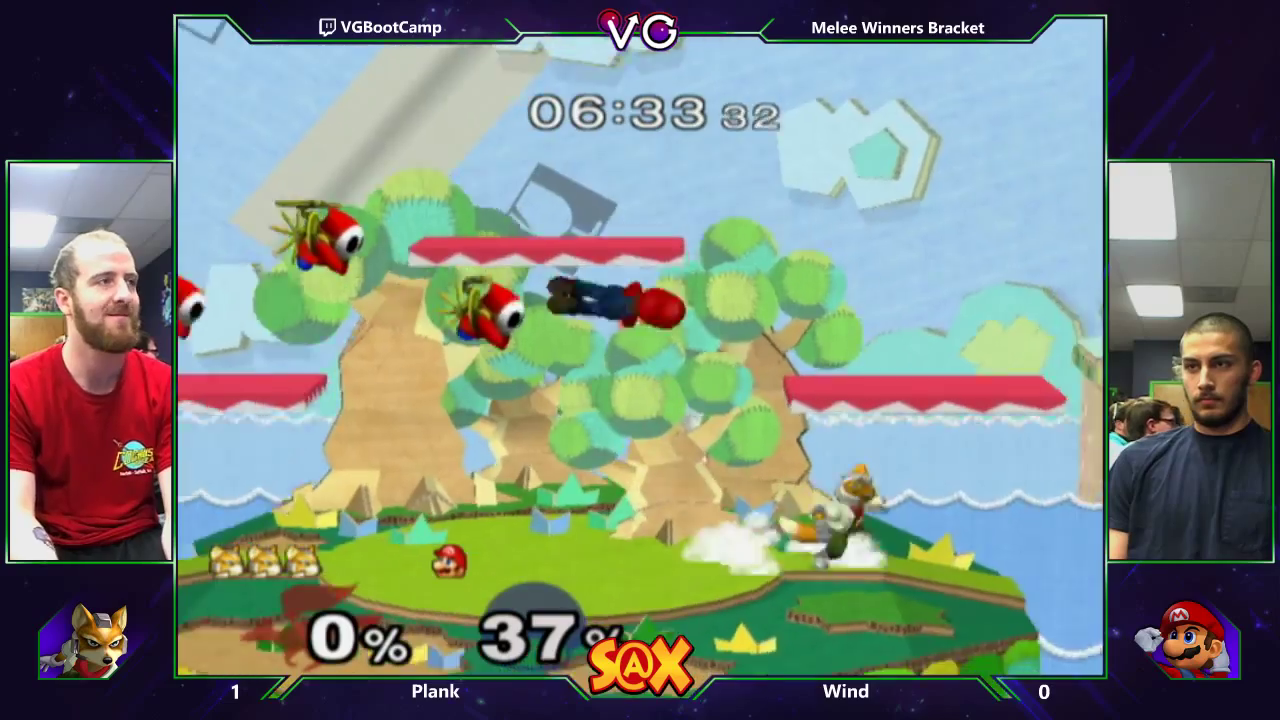 VGBootCamp
VG
Melee Winners Bracket
06:33 32
0%
37%
S@X
1
Plank
Wind
0